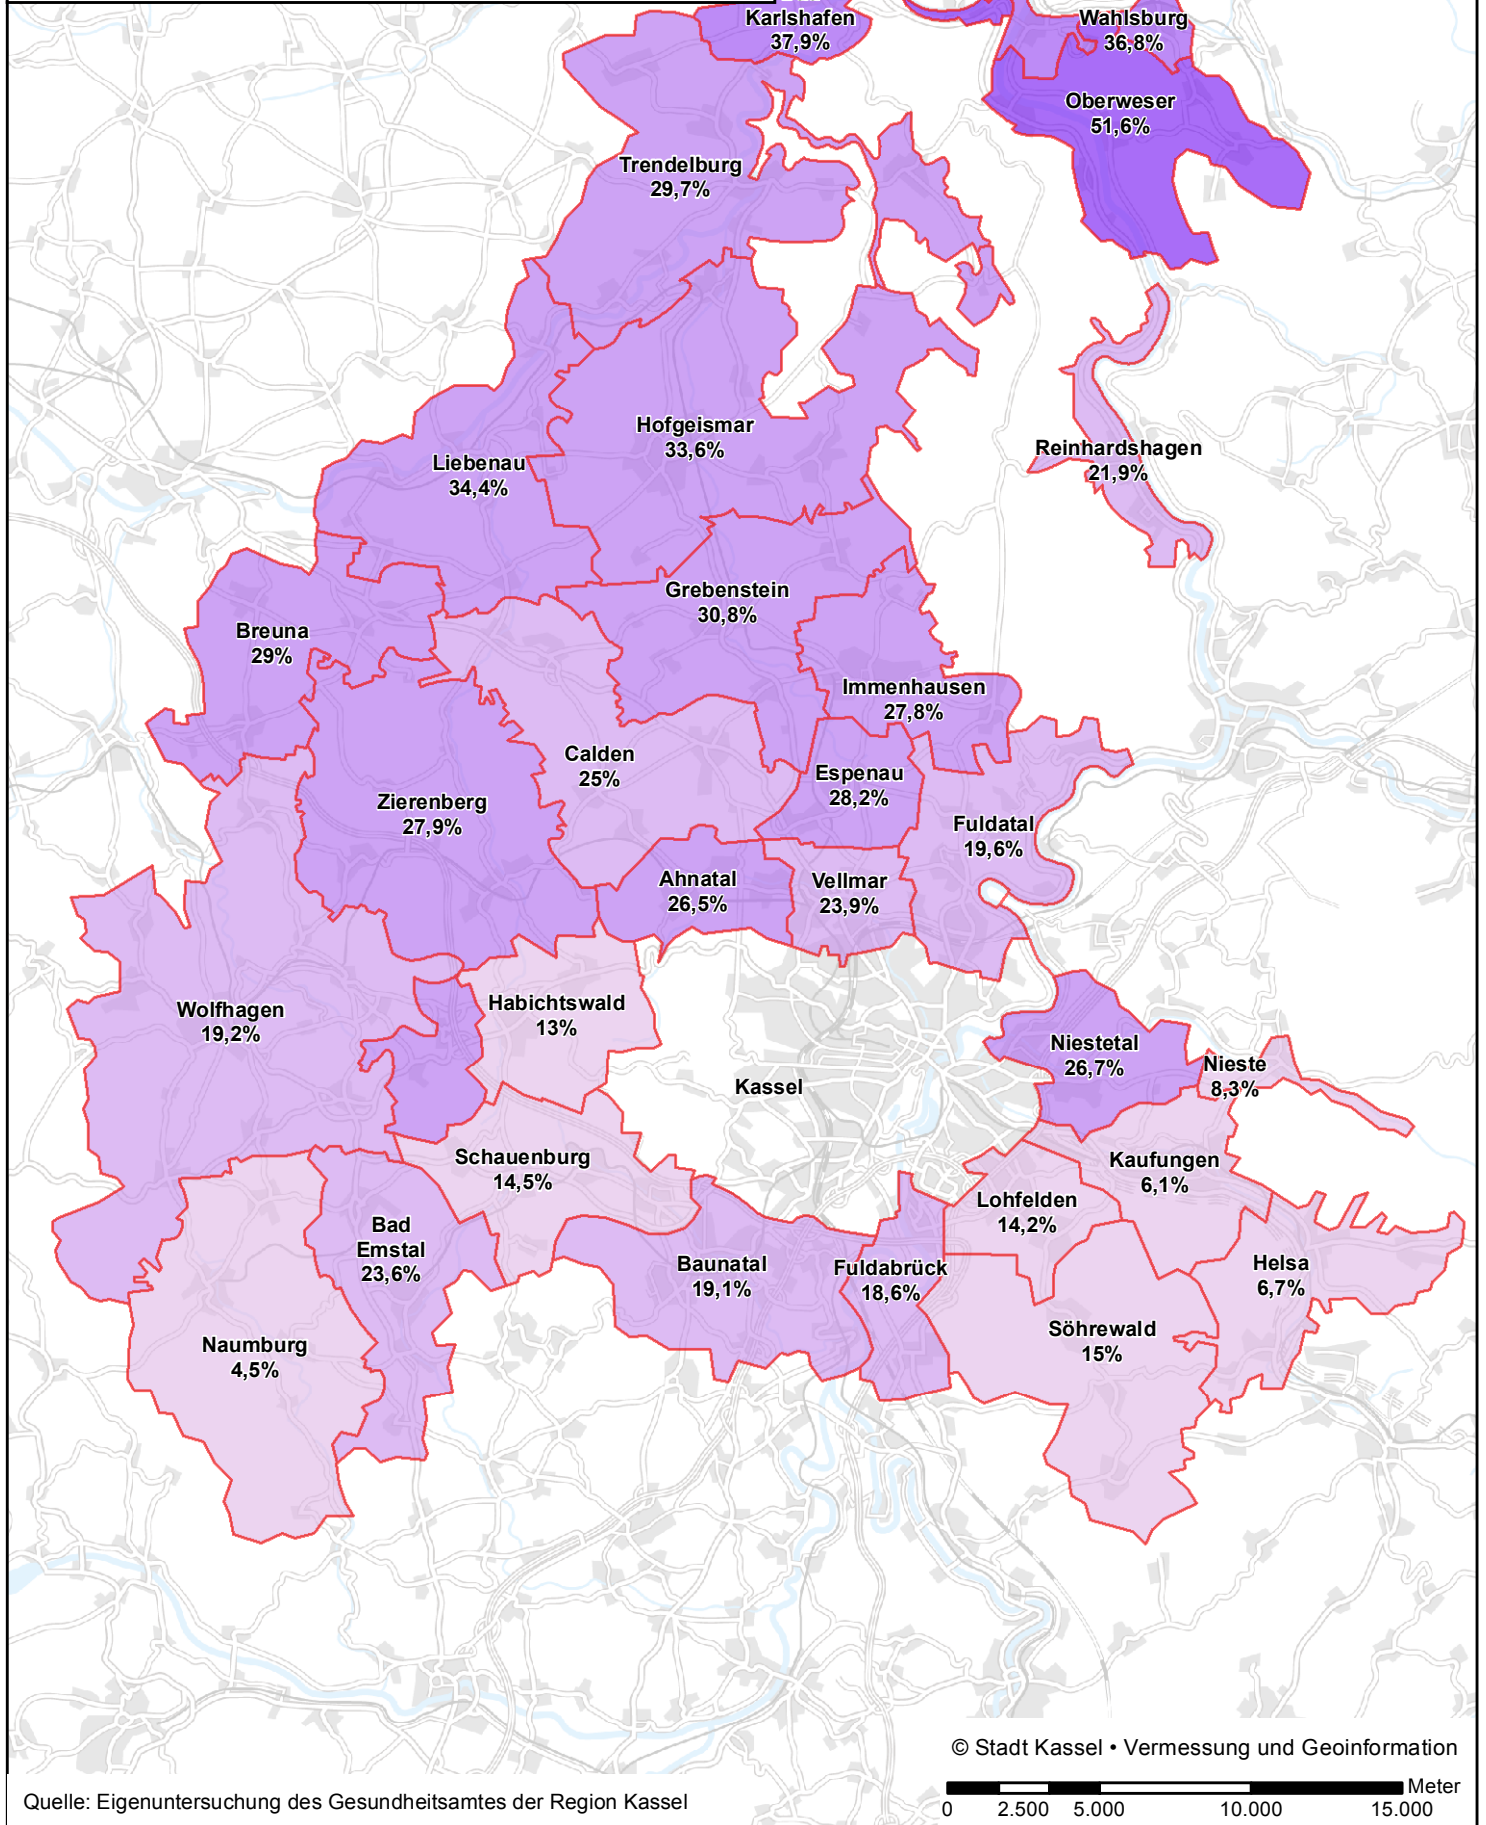 Karlshafen
37,9%
Wahlsburg
36,8%
Oberweser
51,6%
Trendelburg
29,7%
Hofgeismar
33,6%
Liebenau
34,4%
Reinhardshagen
21,9%
Grebenstein
30,8%
Breuna
29%
Immenhausen
27,8%
Calden
25%
Espenau
28,2%
Zierenberg
27,9%
Fuldatal
19,6%
Ahnatal
26,5%
Vellmar
23,9%
Wolfhagen
19,2%
Habichtswald
13%
Niestetal
26,7%
Nieste
8,3%
Kassel
Schauenburg
14,5%
Kaufungen
6,1%
Lohfelden
14,2%
Bad
Emstal
23,6%
Baunatal
19,1%
Fuldabrück
18,6%
Helsa
6,7%
Söhrewald
15%
Naumburg
4,5%
© Stadt Kassel • Vermessung und Geoinformation
Meter
0 2.500 5.000 10.000 15.000
Quelle: Eigenuntersuchung des Gesundheitsamtes der Region Kassel